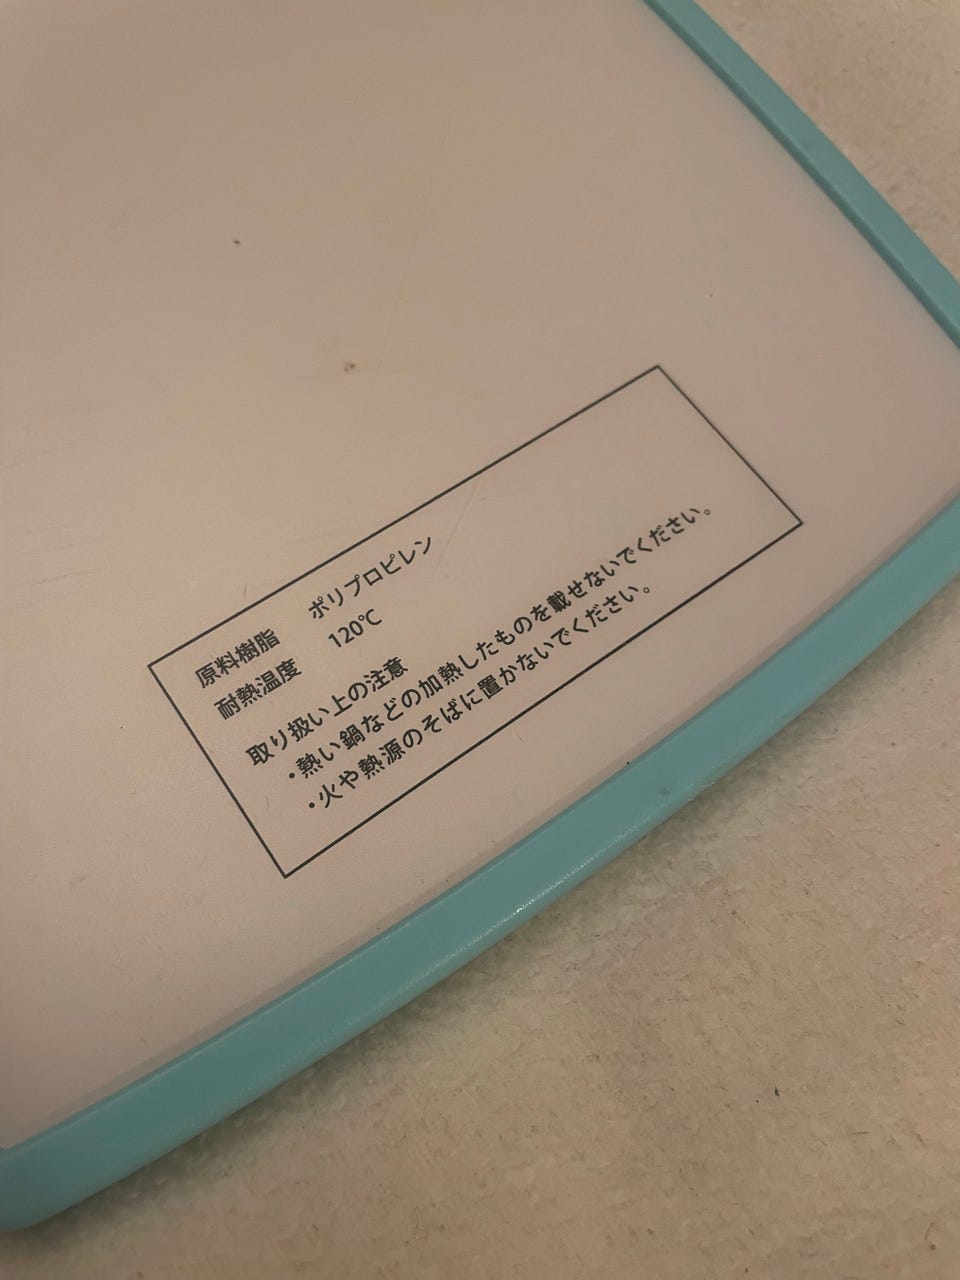 原料樹脂 ポリプロピレン
耐熱温度 120℃
取り扱い上の注意
・熱い鍋などの加熱したものを載せないでください。
・火や熱源のそばに置かないでください。